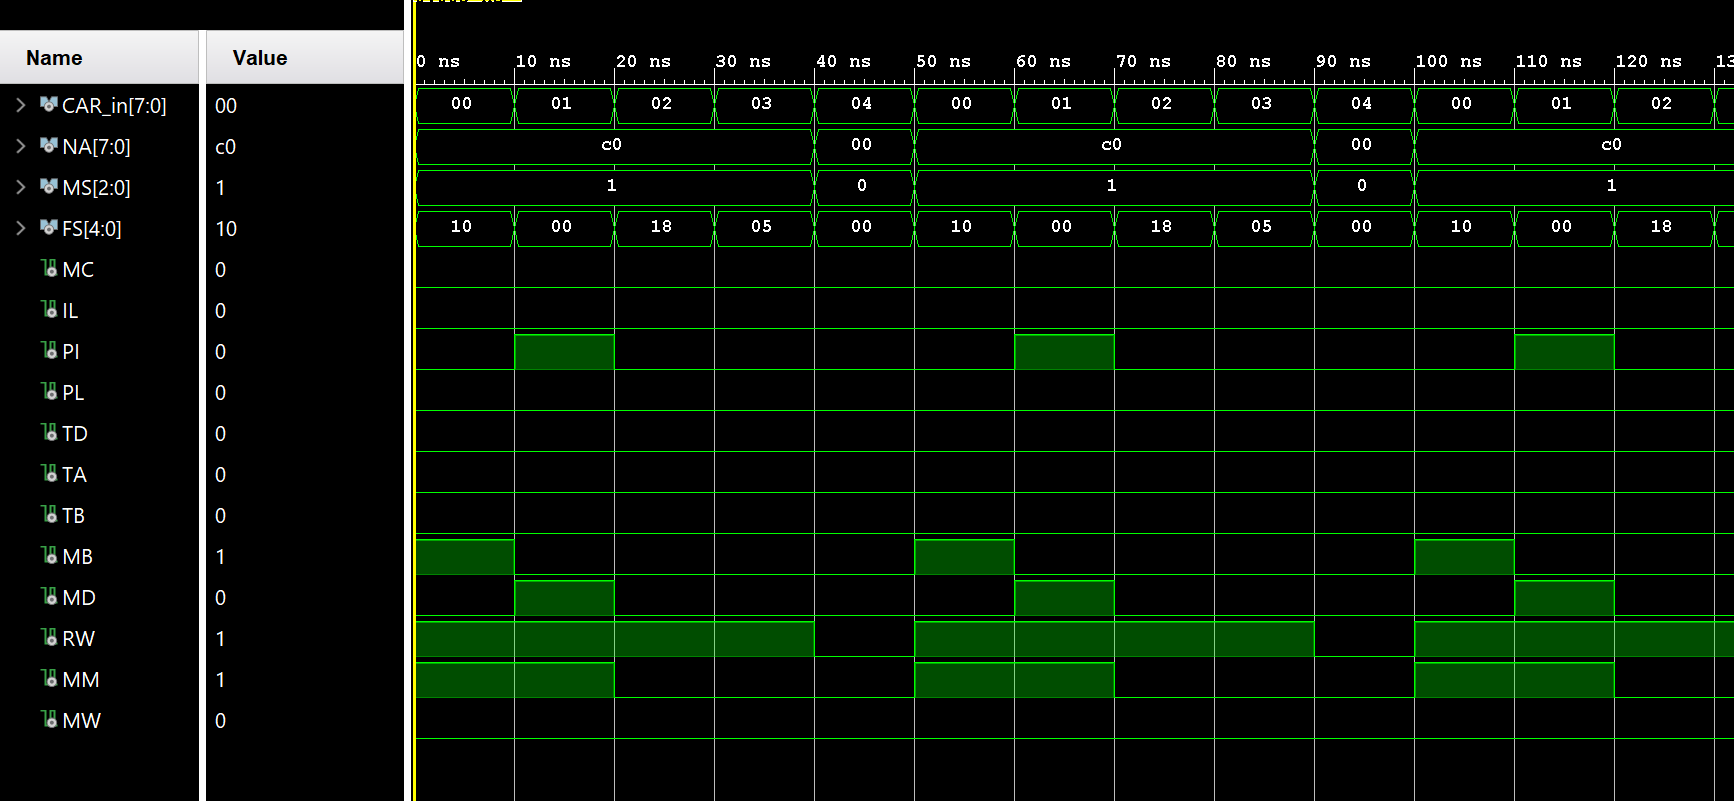 Name Value
0 ns 10 ns 20 ns 30 ns 40 ns 50 ns 60 ns 70 ns 80 ns 90 ns 100 ns 110 ns 120 ns 13
CAR_in[7:0] 00 00 01 02 03 04 00 01 02 03 04 00 01 02
NA[7:0] c0 c0 00 c0 00 c0
MS[2:0] 1 1 0 1 0 1
FS[4:0] 10 10 00 18 05 00 10 00 18 05 00 10 00 18
MC 0
IL 0
PI 0
PL 0
TD 0
TA 0
TB 0
MB 1
MD 0
RW 1
MM 1
MW 0